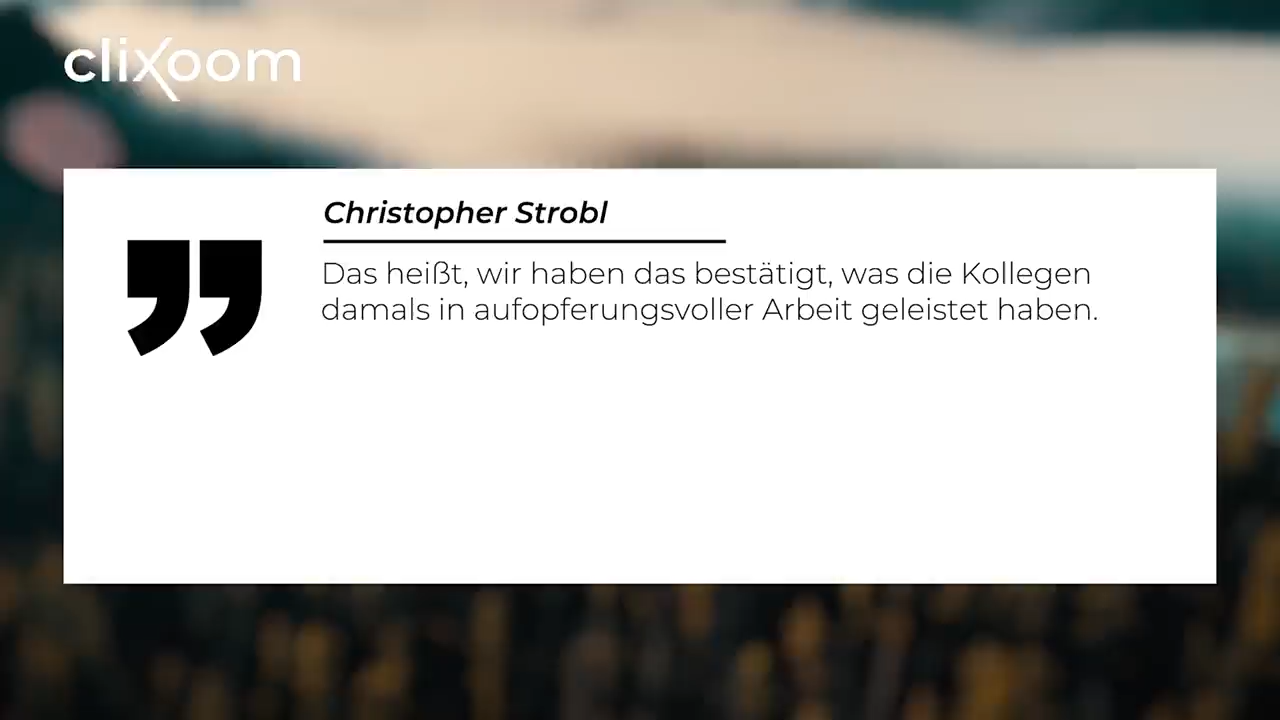 clixoom
Christopher Strobl
Das heißt, wir haben das bestätigt, was die Kollegen
damals in aufopferungsvoller Arbeit geleistet haben.